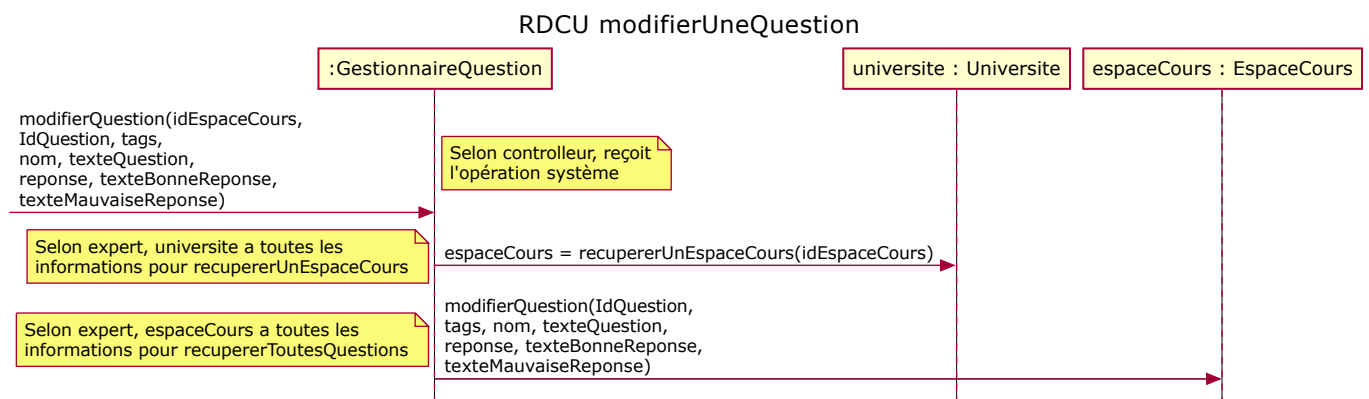 RDCU modifierUneQuestion
:GestionnaireQuestion
universite : Universite
espaceCours : EspaceCours
modifierQuestion(idEspaceCours,
IdQuestion, tags,
nom, texteQuestion,
reponse, texteBonneReponse,
texteMauvaiseReponse)
Selon controlleur, reçoit
l'opération système
Selon expert, universite a toutes les
informations pour recupererUnEspaceCours
espaceCours = recupererUnEspaceCours(idEspaceCours)
Selon expert, espaceCours a toutes les
informations pour recupererToutesQuestions
modifierQuestion(IdQuestion,
tags, nom, texteQuestion,
reponse, texteBonneReponse,
texteMauvaiseReponse)